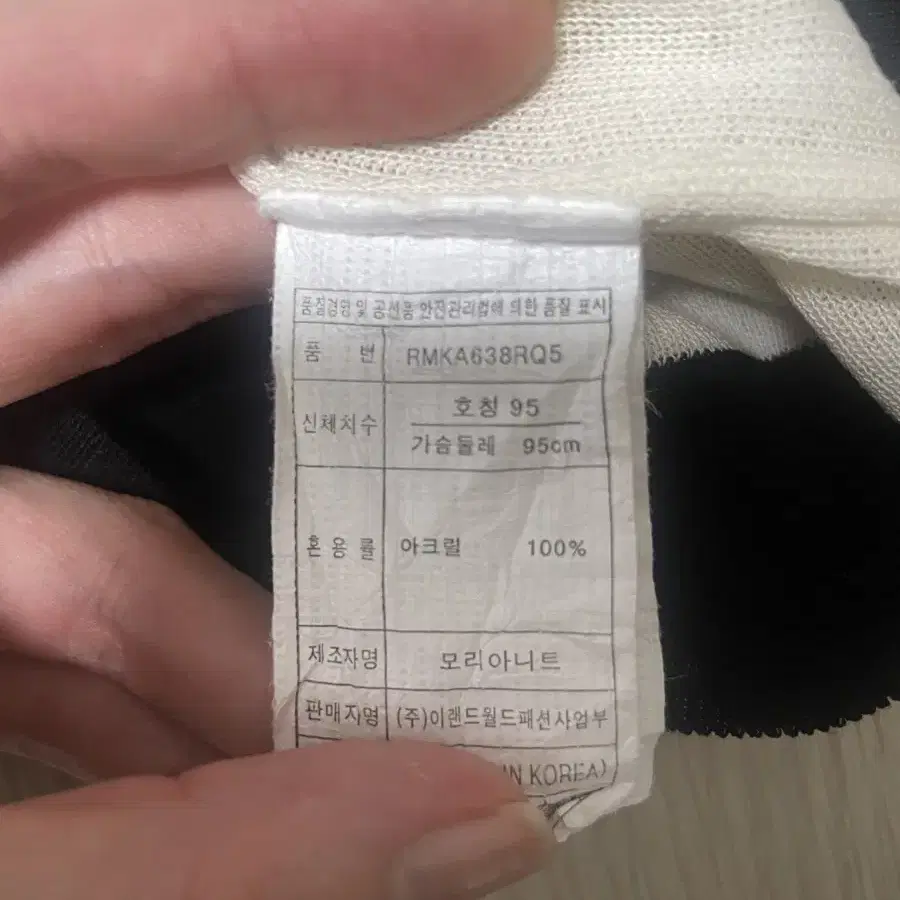 품질경영 및 공산품 안전관리법에 의한 품질 표시
품 번 RMKA638RQ5
신체치수 호칭 95
가슴둘레 95cm
혼용률 아크릴 100%
제조자명 모리아니트
판매자명 (주)이랜드월드패션사업부
IN KOREA)